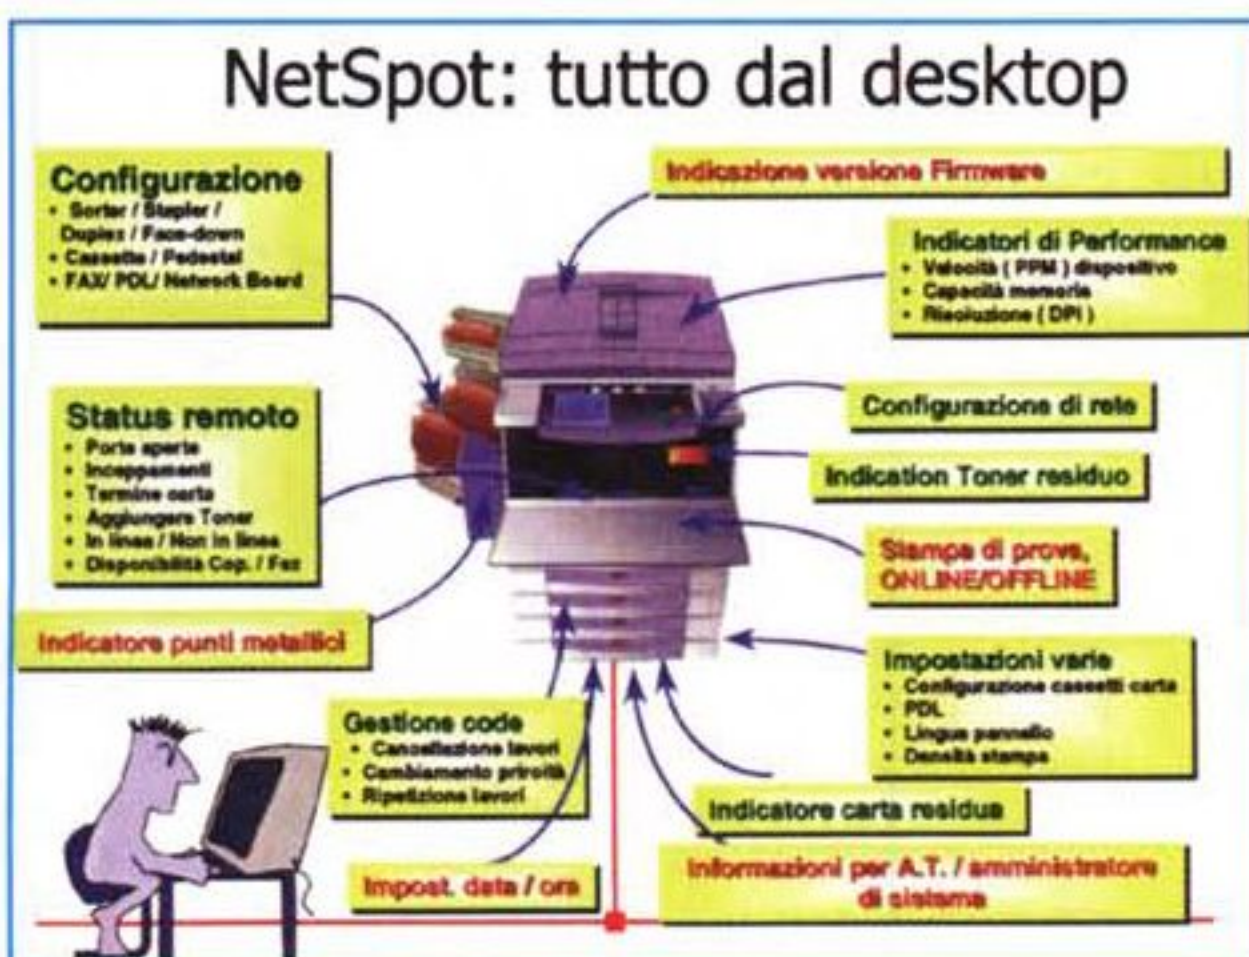 NetSpot: tutto dal desktop
Configurazione
• Sorter / Stapler /
Duplex / Face-down
• Cassette / Pedestal
• FAX/ PDL/ Network Board
Indicazione versione Firmware
Indicatori di Performance
• Velocità ( PPM ) dispositivo
• Capacità memoria
• Risoluzione ( DPI )
Status remoto
• Porte aperte
• Inceppamenti
• Termine carta
• Aggiungere Toner
• In linea / Non in linea
• Disponibilità Cop. / Fax
Configurazione di rete
Indication Toner residuo
Stampa di prova,
ONLINE/OFFLINE
Indicatore punti metallici
Impostazioni varie
• Configurazione cassetti carta
• PDL
• Lingua pannello
• Densità stampa
Gestione code
• Cancellazione lavori
• Cambiamento priroità
• Ripetizione lavori
Indicatore carta residua
Impost. data / ora
Informazioni per A.T. / amministratore
di sistema